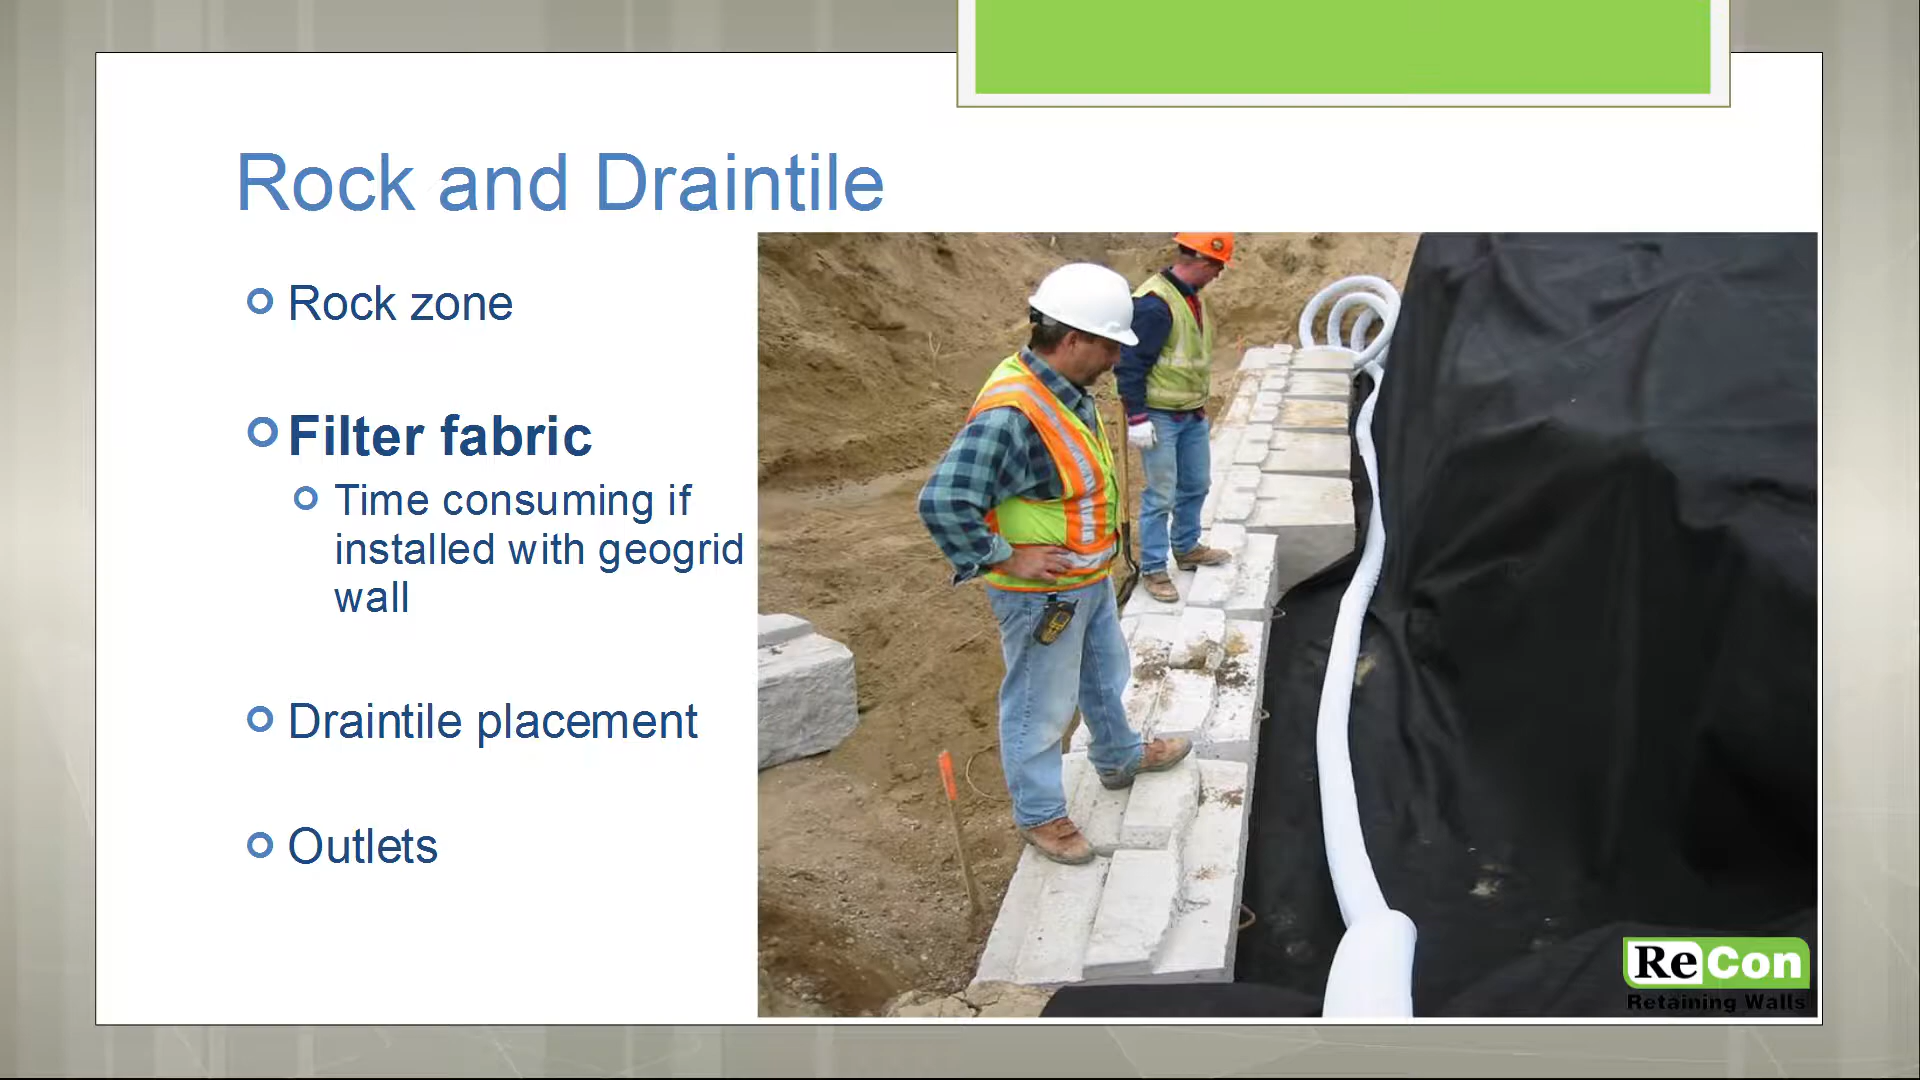 Rock and Draintile
Rock zone
Filter fabric
Time consuming if
installed with geogrid
wall
Draintile placement
Outlets
ReCon
Retaining Walls